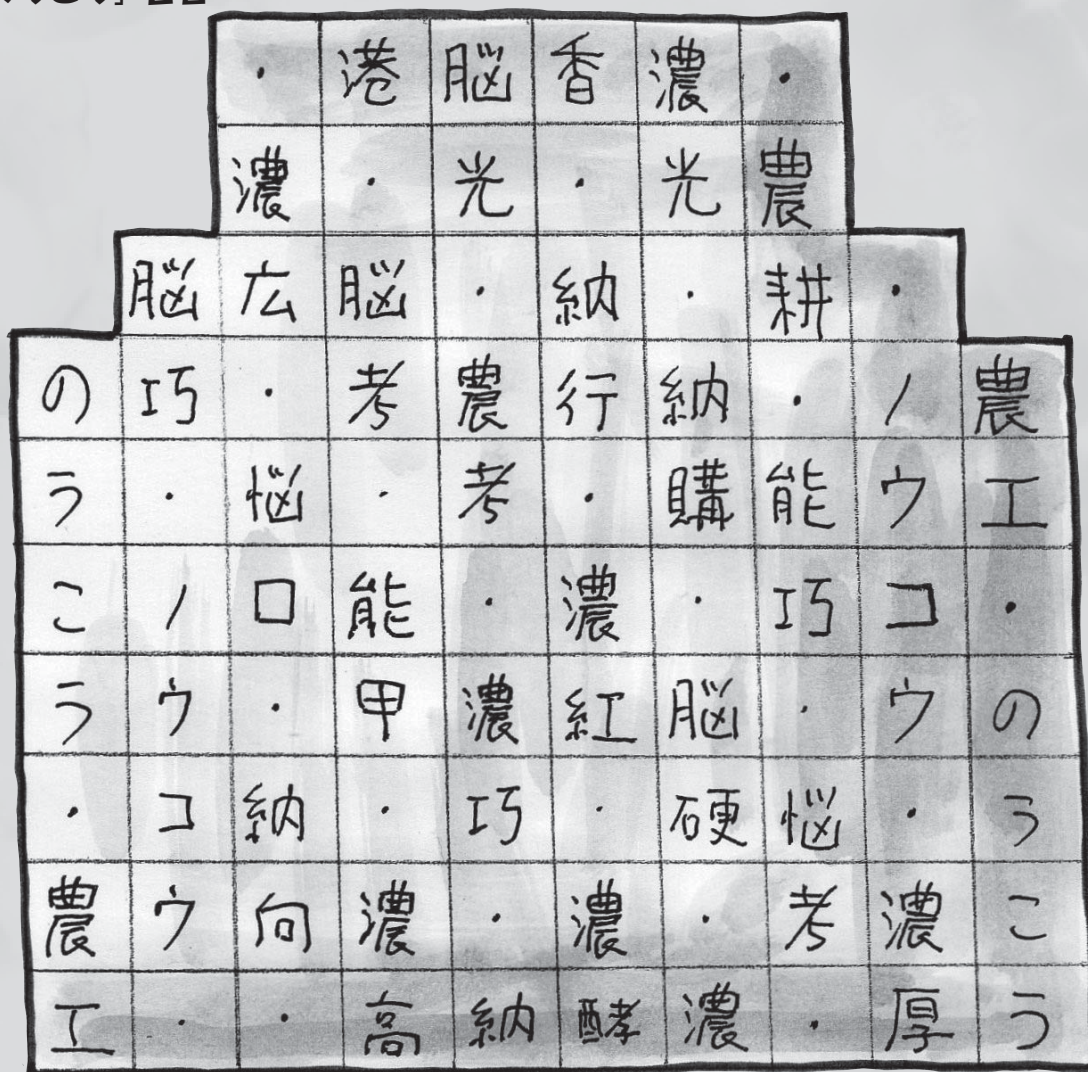 ・港脳香濃・
濃・光・光農
脳広脳・納・耕・
の巧・考農行納・ノ農
う・悩・考・購能ウエ
こノ口能・濃・巧コ・
うウ・甲濃紅脳・ウの
・コ納・巧・硬悩・う
農ウ向濃・濃・考濃こ
工・・高納酵濃・厚う